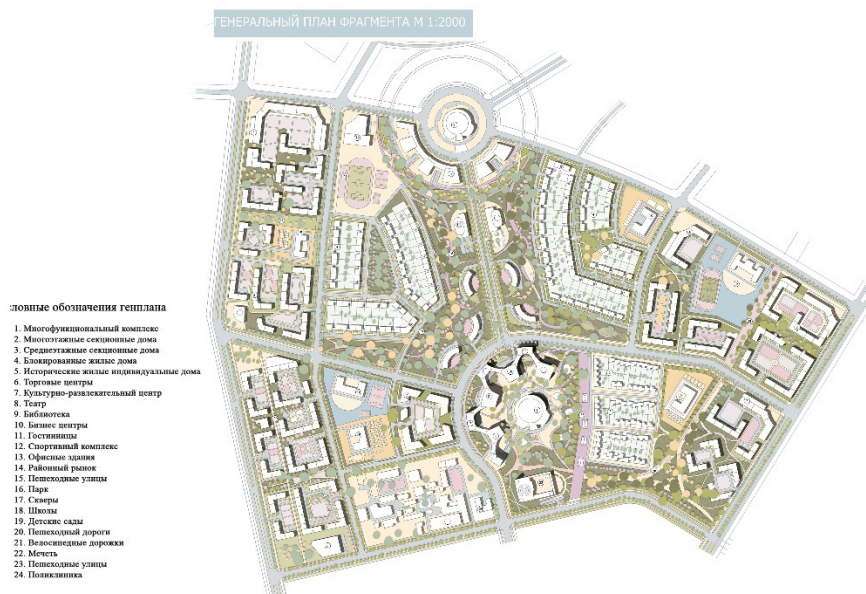 ГЕНЕРАЛЬНЫЙ ПЛАН ФРАГМЕНТА М 1:2000
словные обозначения генплана
1. Многофункциональный комплекс
2. Многоэтажные секционные дома
3. Среднеэтажные секционные дома
4. Блокированные жилые дома
5. Исторические жилые индивидуальные дома
6. Торговые центры
7. Культурно-развлекательный центр
8. Театр
9. Библиотека
10. Бизнес центры
11. Гостинницы
12. Спортивный комплекс
13. Офисные здания
14. Районный рынок
15. Пешеходные улицы
16. Парк
17. Скверы
18. Школы
19. Детские сады
20. Пешеходный дороги
21. Велосипедные дорожки
22. Мечеть
23. Пешеходные улицы
24. Поликлиника